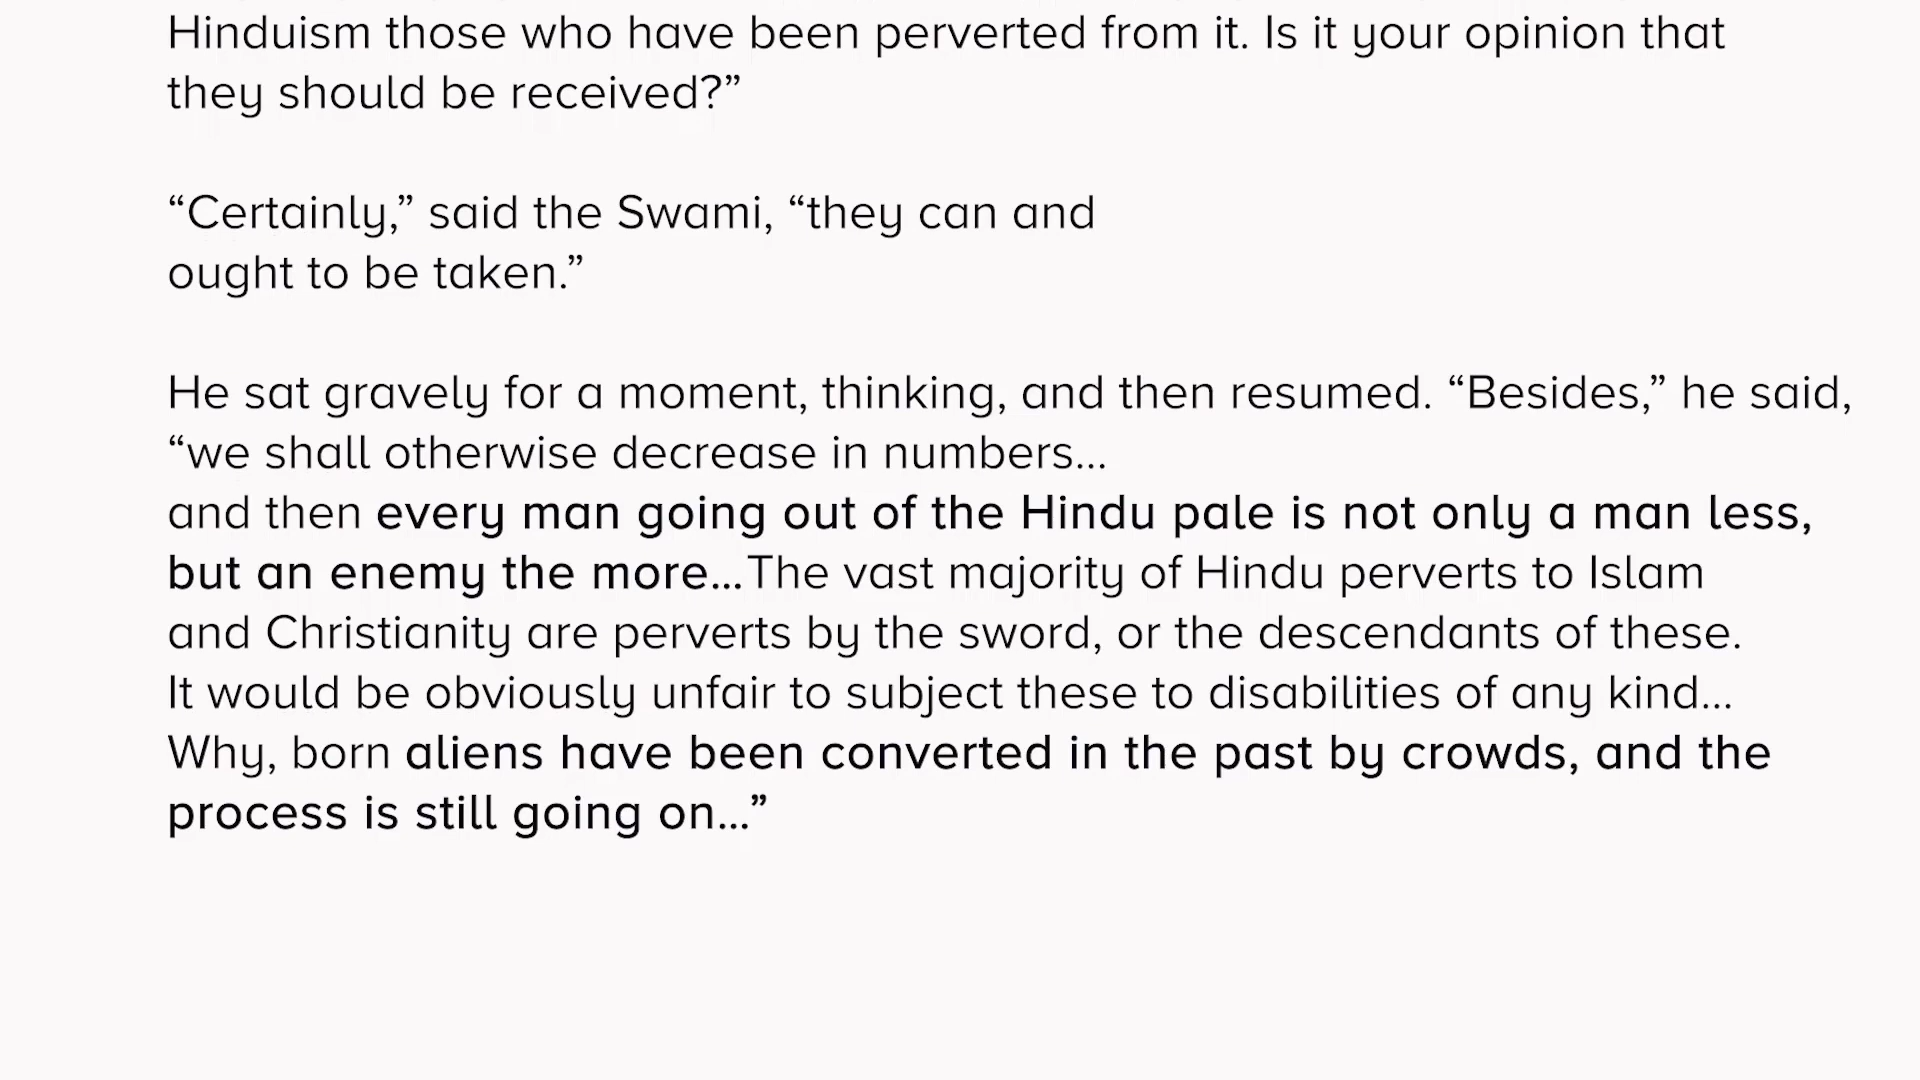 Hinduism those who have been perverted from it. Is it your opinion that
they should be received?”
“Certainly,” said the Swami, “they can and
ought to be taken.”
He sat gravely for a moment, thinking, and then resumed. “Besides,” he said,
“we shall otherwise decrease in numbers...
and then every man going out of the Hindu pale is not only a man less,
but an enemy the more...The vast majority of Hindu perverts to Islam
and Christianity are perverts by the sword, or the descendants of these.
It would be obviously unfair to subject these to disabilities of any kind...
Why, born aliens have been converted in the past by crowds, and the
process is still going on...”